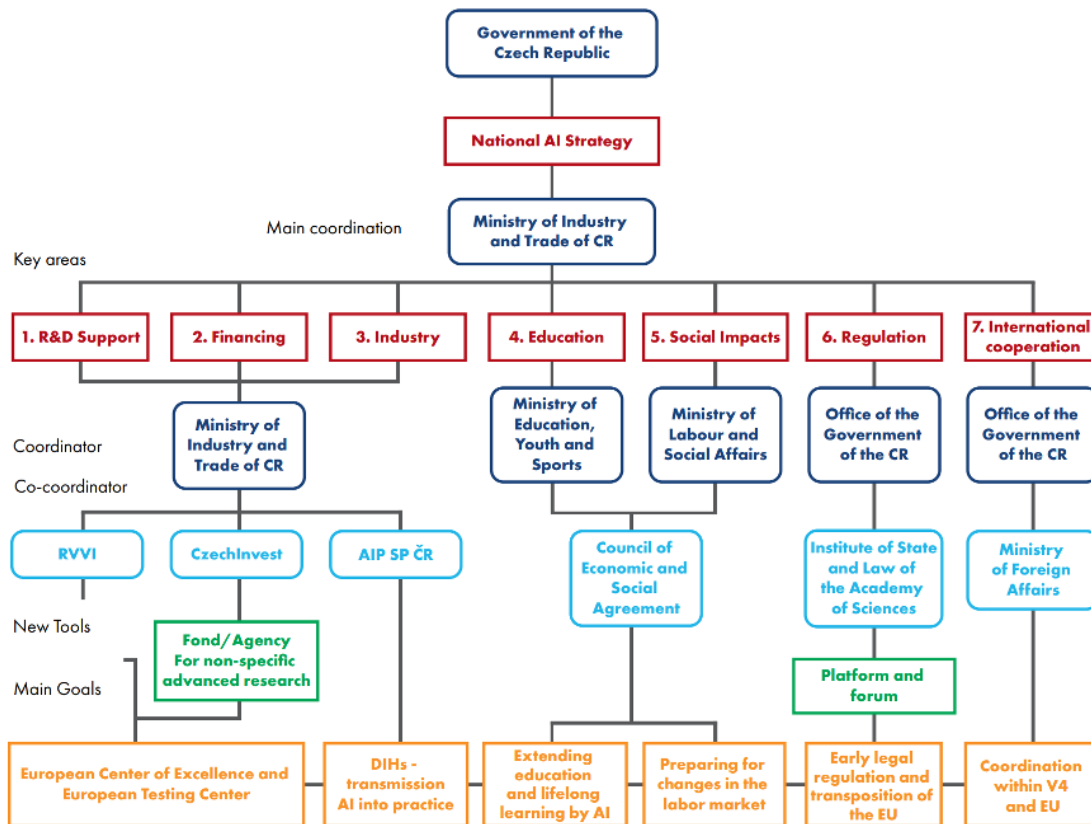 Government of the
Czech Republic
National AI Strategy
Main coordination
Ministry of Industry
and Trade of CR
Key areas
1. R&D Support
2. Financing
3. Industry
4. Education
5. Social Impacts
6. Regulation
7. International
cooperation
Coordinator
Ministry of
Industry and
Trade of CR
Ministry of
Education,
Youth and
Sports
Ministry of
Labour and
Social Affairs
Office of the
Government
of the CR
Office of the
Government
of the CR
Co-coordinator
RVVI
CzechInvest
AIP SP ČR
Council of
Economic and
Social
Agreement
Institute of State
and Law of
the Academy
of Sciences
Ministry
of Foreign
Affairs
New Tools
Fond/Agency
For non-specific
advanced research
Platform and
forum
Main Goals
European Center of Excellence and
European Testing Center
DIHs -
transmission
AI into practice
Extending
education
and lifelong
learning by AI
Preparing for
changes in the
labor market
Early legal
regulation and
transposition of
the EU
Coordination
within V4
and EU